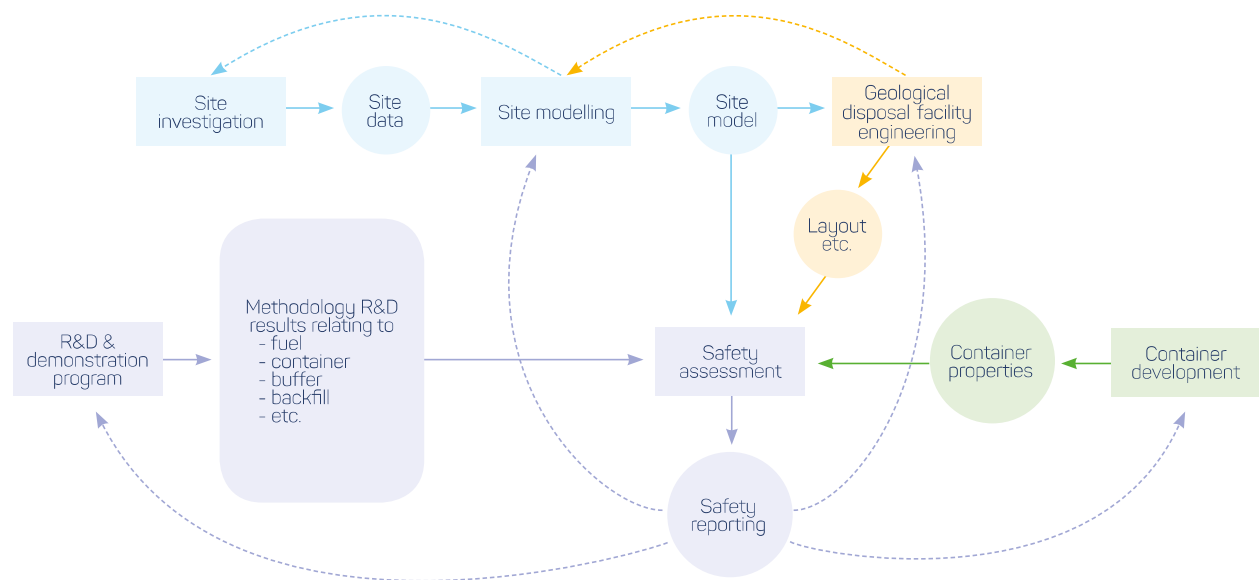 Site
investigation
Site
data
Site modelling
Site
model
Geological
disposal facility
engineering
Layout
etc.
Methodology R&D
results relating to
- fuel
- container
- buffer
- backfill
- etc.
R&D &
demonstration
program
Safety
assessment
Container
properties
Container
development
Safety
reporting